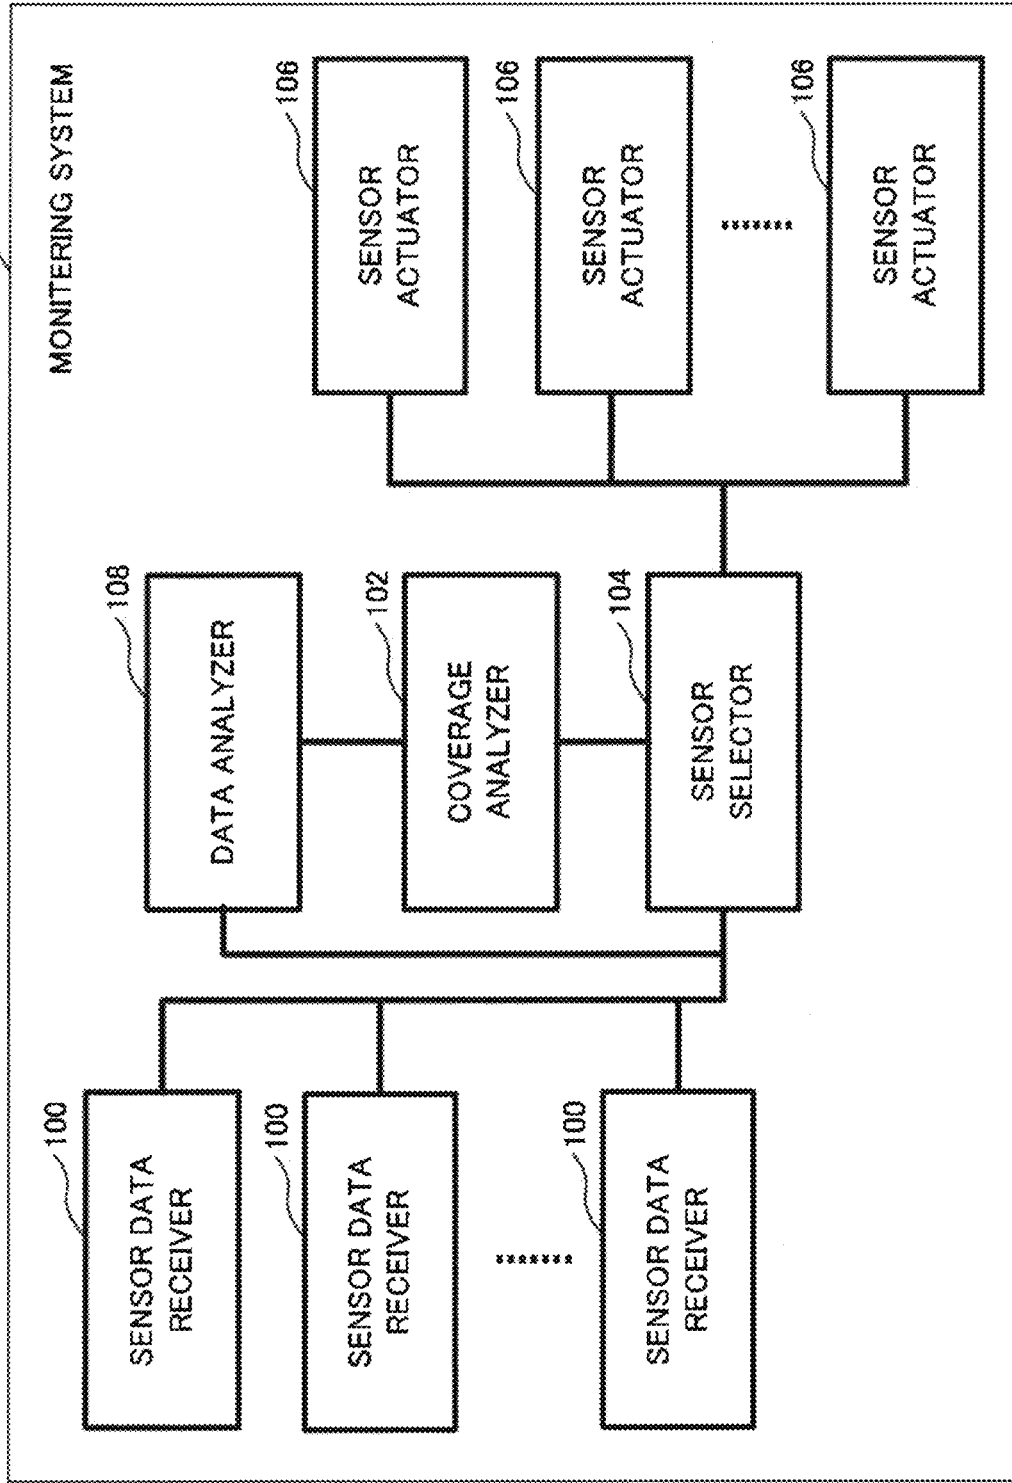 MONITERING SYSTEM
100
SENSOR DATA
RECEIVER
100
SENSOR DATA
RECEIVER
.......
100
SENSOR DATA
RECEIVER
108
DATA ANALYZER
102
COVERAGE
ANALYZER
104
SENSOR
SELECTOR
106
SENSOR
ACTUATOR
106
SENSOR
ACTUATOR
.......
106
SENSOR
ACTUATOR